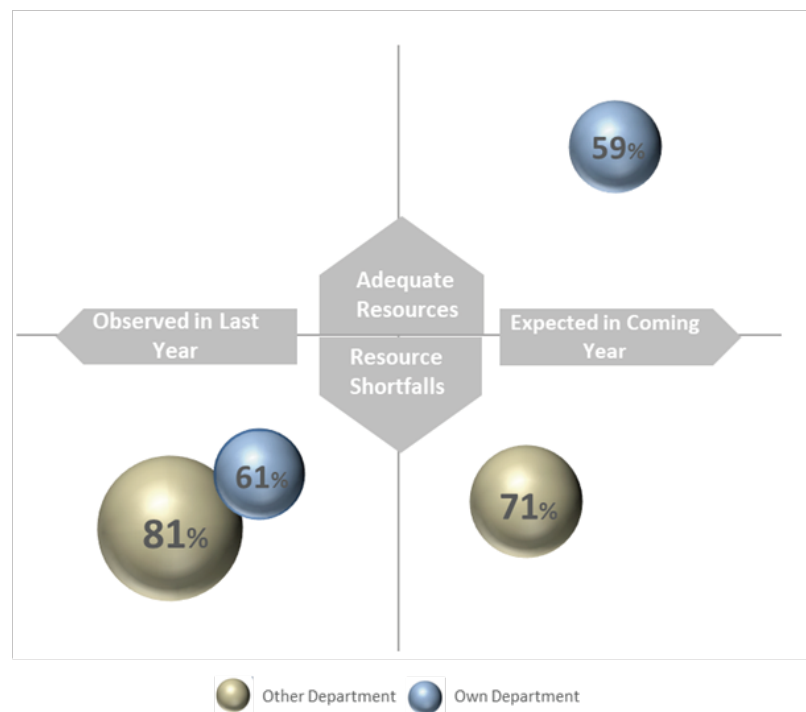 59%
Adequate
Resources
Observed in Last
Year
Expected in Coming
Year
Resource
Shortfalls
61%
81%
71%
Other Department
Own Department